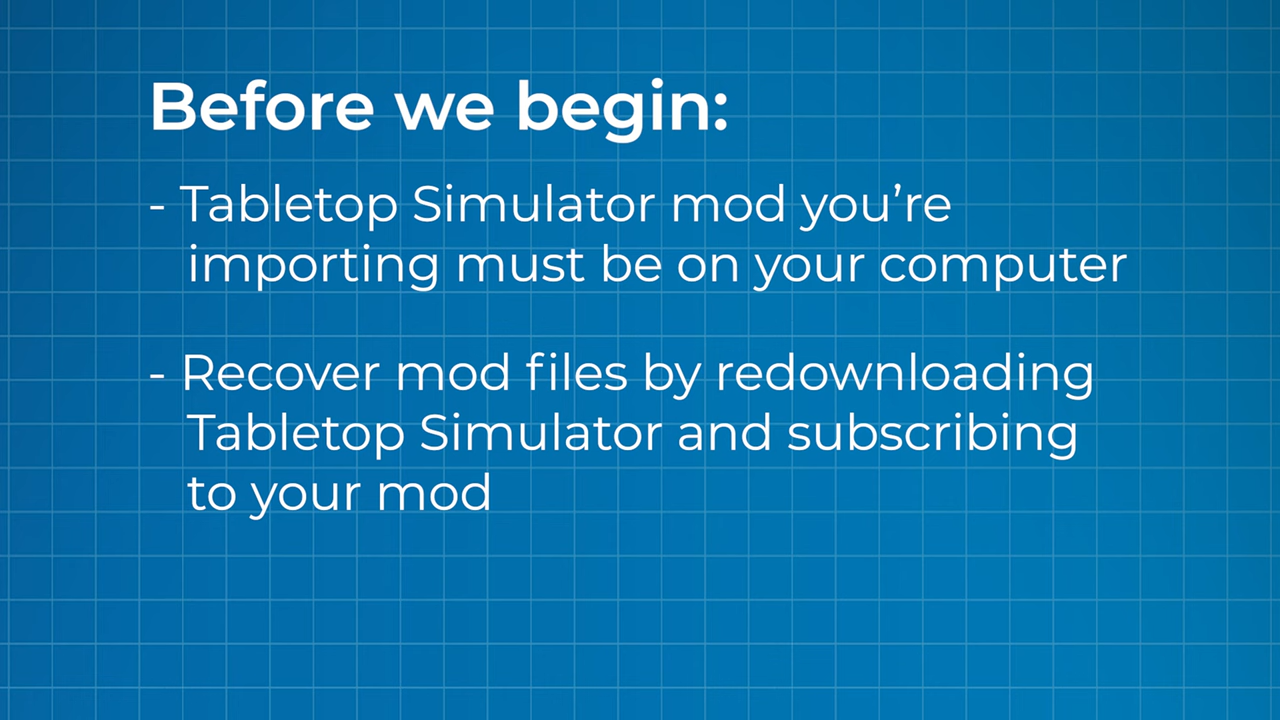 Before we begin:
- Tabletop Simulator mod you’re
importing must be on your computer
- Recover mod files by redownloading
Tabletop Simulator and subscribing
to your mod